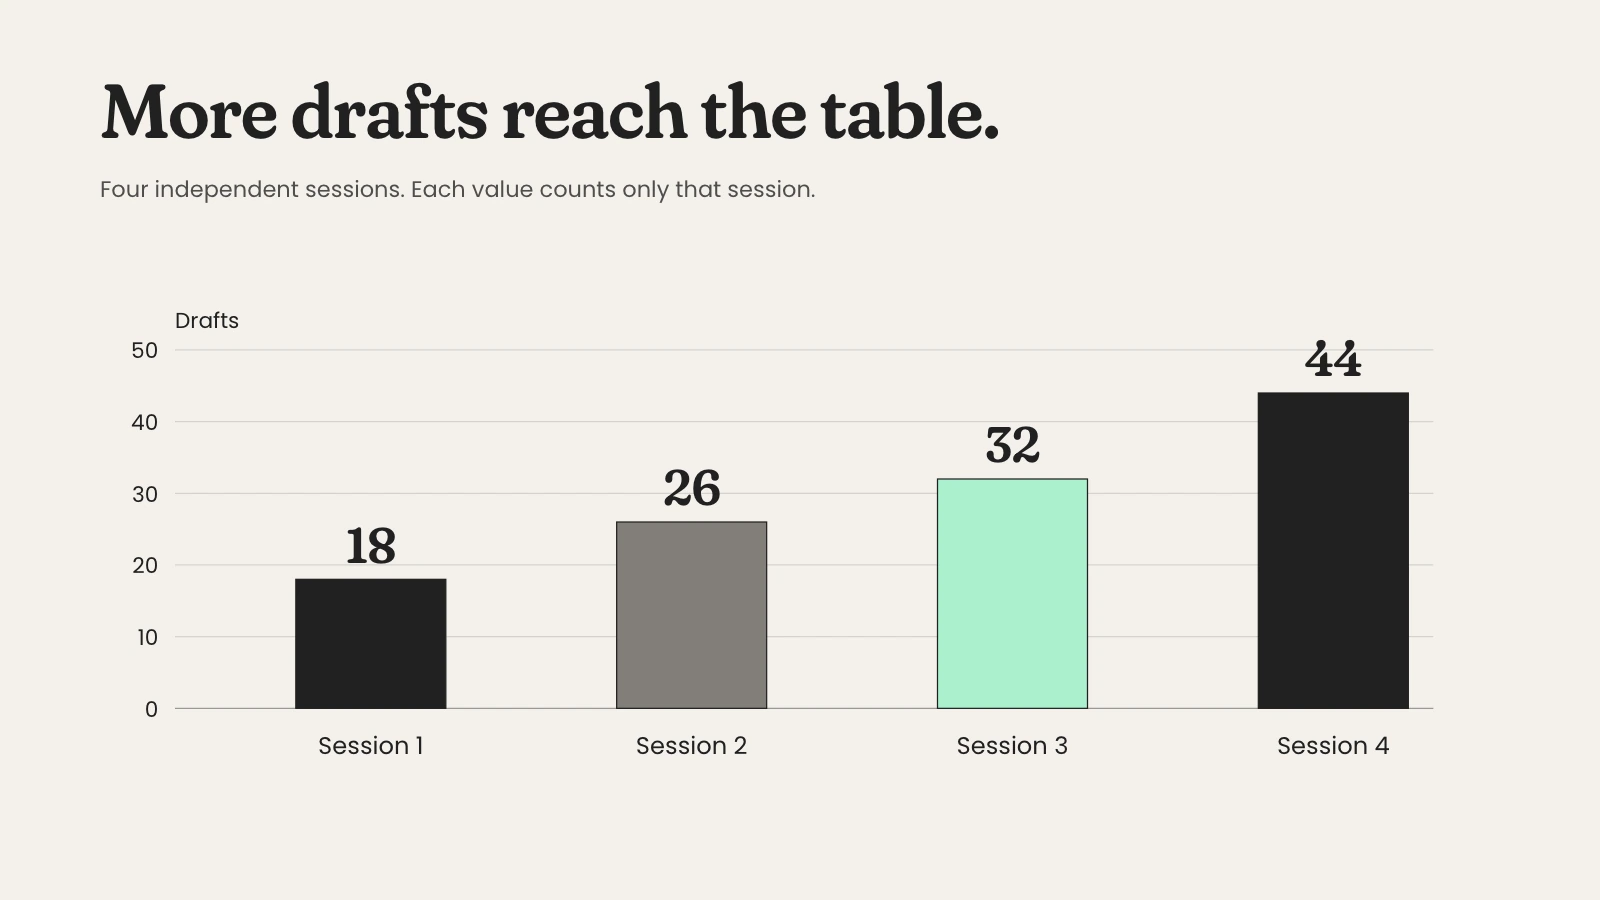 More drafts reach the table.
Four independent sessions. Each value counts only that session.
Drafts
50
44
40
32
30
26
18
20
10
0
Session 1
Session 2
Session 3
Session 4